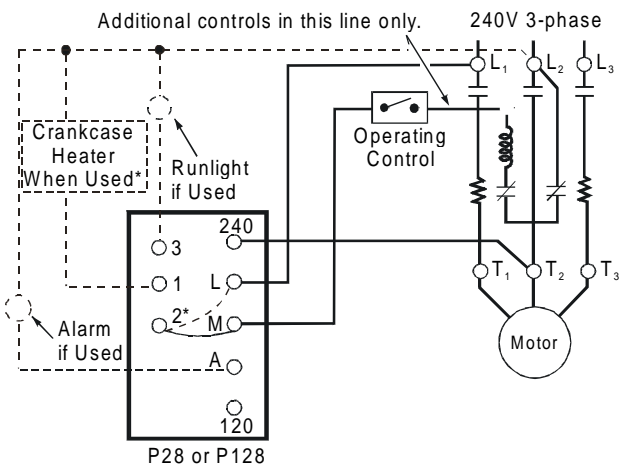 Additional controls in this line only.
240V 3-phase
L1
L2
L3
Crankcase
Heater
When Used*
Runlight
if Used
Operating
Control
240
3
1
L
2*
M
A
120
Alarm
if Used
T1
T2
T3
Motor
P28 or P128